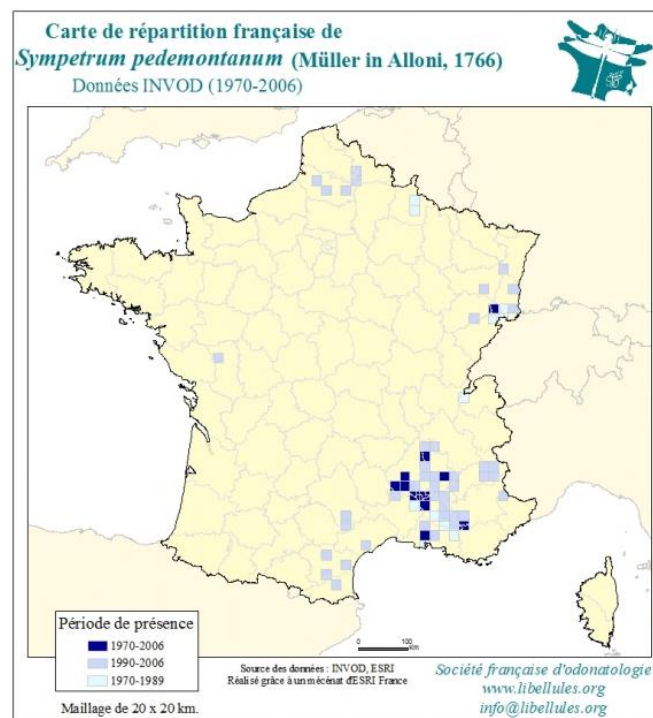 Carte de répartition française de
Sympetrum pedemontanum (Müller in Alloni, 1766)
Données INVOD (1970-2006)
Période de présence
1970-2006
1990-2006
1970-1989
Maillage de 20 x 20 km.
0 100
Km
Source des données : INVOD, ESRI
Réalisé grâce à un mécénat d'ESRI France
Société française d'odonatologie
www.libellules.org
info@libellules.org